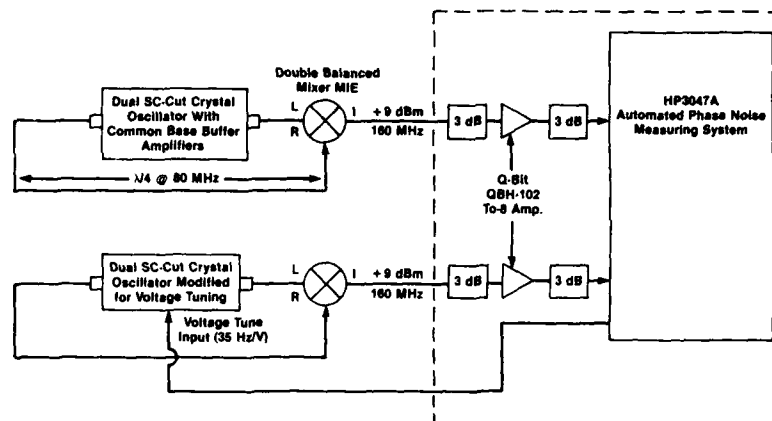 Double Balanced
Mixer MIE
Dual SC-Cut Crystal
Oscillator With
Common Base Buffer
Amplifiers
L
R
I
+9 dBm
160 MHz
λ/4 @ 80 MHz
3 dB
3 dB
Q-Bit
QBH-102
To-8 Amp.
HP3047A
Automated Phase Noise
Measuring System
Dual SC-Cut Crystal
Oscillator Modified
for Voltage Tuning
L
R
I
+9 dBm
160 MHz
3 dB
3 dB
Voltage Tune
Input (35 Hz/V)